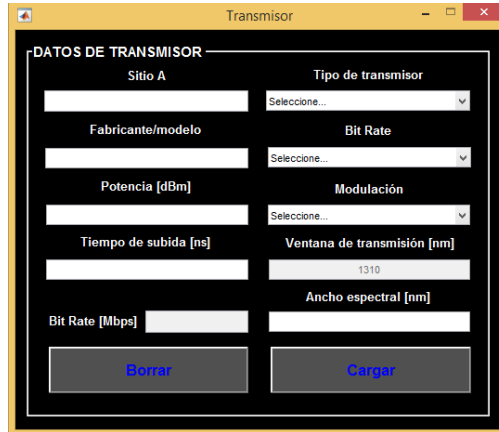 Transmisor
DATOS DE TRANSMISOR
Sitio A
Tipo de transmisor
Seleccione...
Fabricante/modelo
Bit Rate
Seleccione...
Potencia [dBm]
Modulación
Seleccione...
Tiempo de subida [ns]
Ventana de transmisión [nm]
1310
Ancho espectral [nm]
Bit Rate [Mbps]
Borrar
Cargar